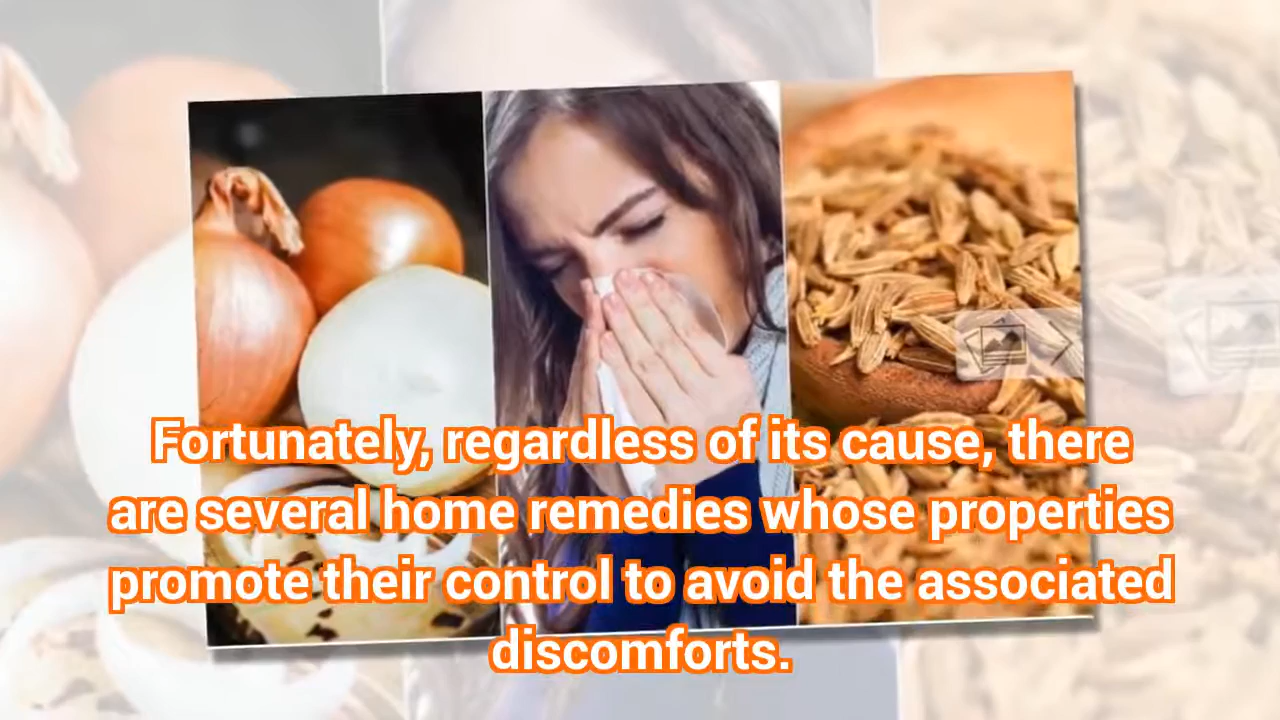 Fortunately, regardless of its cause, there
are several home remedies whose properties
promote their control to avoid the associated
discomforts.